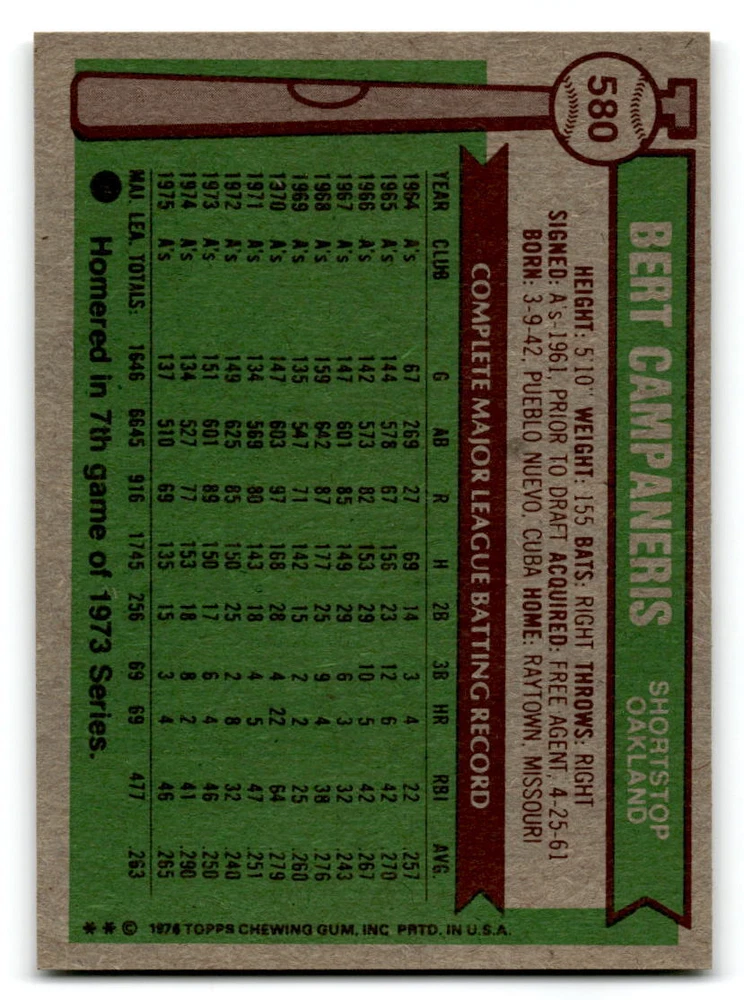 580
BERT CAMPANERIS
SHORTSTOP
OAKLAND
HEIGHT: 5'10" WEIGHT: 155 BATS: RIGHT THROWS: RIGHT
SIGNED: A's-1961, PRIOR TO DRAFT ACQUIRED: FREE AGENT, 4-25-61
BORN: 3-9-42, PUEBLO NUEVO, CUBA HOME: RAYTOWN, MISSOURI
COMPLETE MAJOR LEAGUE BATTING RECORD
YEAR CLUB G AB R H 2B 3B HR RBI AVG.
1964 A's 67 269 27 69 14 3 4 22 .257
1965 A's 144 578 67 156 23 12 6 42 .270
1966 A's 142 573 82 153 29 10 5 42 .267
1967 A's 147 601 85 149 29 6 3 32 .243
1968 A's 159 642 87 177 25 9 4 38 .276
1969 A's 135 547 71 142 15 2 2 25 .260
1970 A's 147 603 97 168 28 4 22 64 .279
1971 A's 134 569 80 143 18 4 5 47 .251
1972 A's 149 625 85 150 25 2 8 32 .240
1973 A's 151 601 89 150 17 6 4 46 .250
1974 A's 134 527 77 153 18 8 2 41 .290
1975 A's 137 510 69 135 15 3 4 46 .265
MAJ. LEA. TOTALS: 1646 6645 916 1745 256 69 69 477 .263
Homered in 7th game of 1973 Series.
** © 1976 TOPPS CHEWING GUM, INC. PRTD. IN U.S.A.